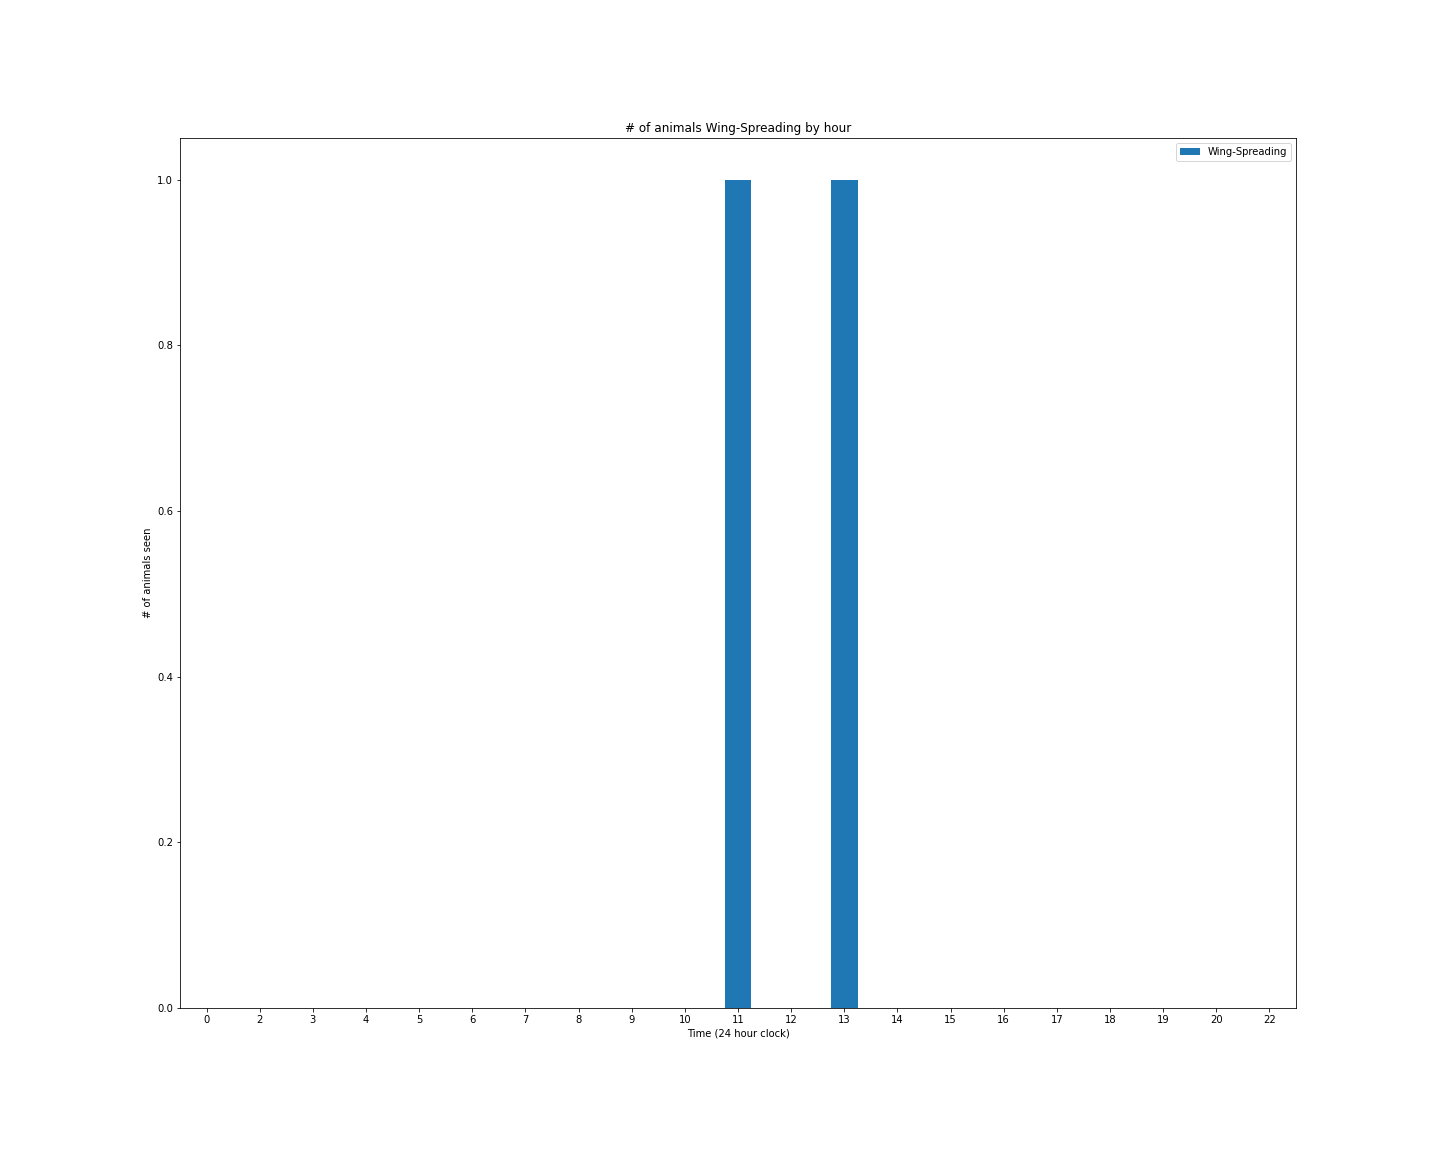 # of animals Wing-Spreading by hour
Wing-Spreading
1.0
0.8
0.6
0.4
0.2
0.0
# of animals seen
0 2 3 4 5 6 7 8 9 10 11 12 13 14 15 16 17 18 19 20 22
Time (24 hour clock)